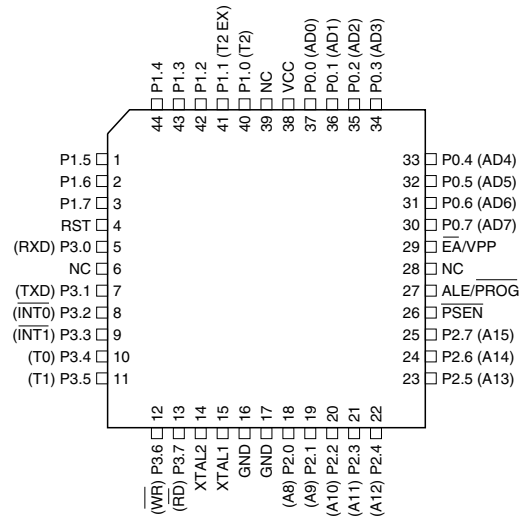 P1.4
P1.3
P1.2
P1.1 (T2 EX)
P1.0 (T2)
NC
VCC
P0.0 (AD0)
P0.1 (AD1)
P0.2 (AD2)
P0.3 (AD3)
44
43
42
41
40
39
38
37
36
35
34
P1.5 1
P1.6 2
P1.7 3
RST 4
(RXD) P3.0 5
NC 6
(TXD) P3.1 7
(INT0) P3.2 8
(INT1) P3.3 9
(T0) P3.4 10
(T1) P3.5 11
33 P0.4 (AD4)
32 P0.5 (AD5)
31 P0.6 (AD6)
30 P0.7 (AD7)
29 EA/VPP
28 NC
27 ALE/PROG
26 PSEN
25 P2.7 (A15)
24 P2.6 (A14)
23 P2.5 (A13)
12
13
14
15
16
17
18
19
20
21
22
(WR) P3.6
(RD) P3.7
XTAL2
XTAL1
GND
GND
(A8) P2.0
(A9) P2.1
(A10) P2.2
(A11) P2.3
(A12) P2.4